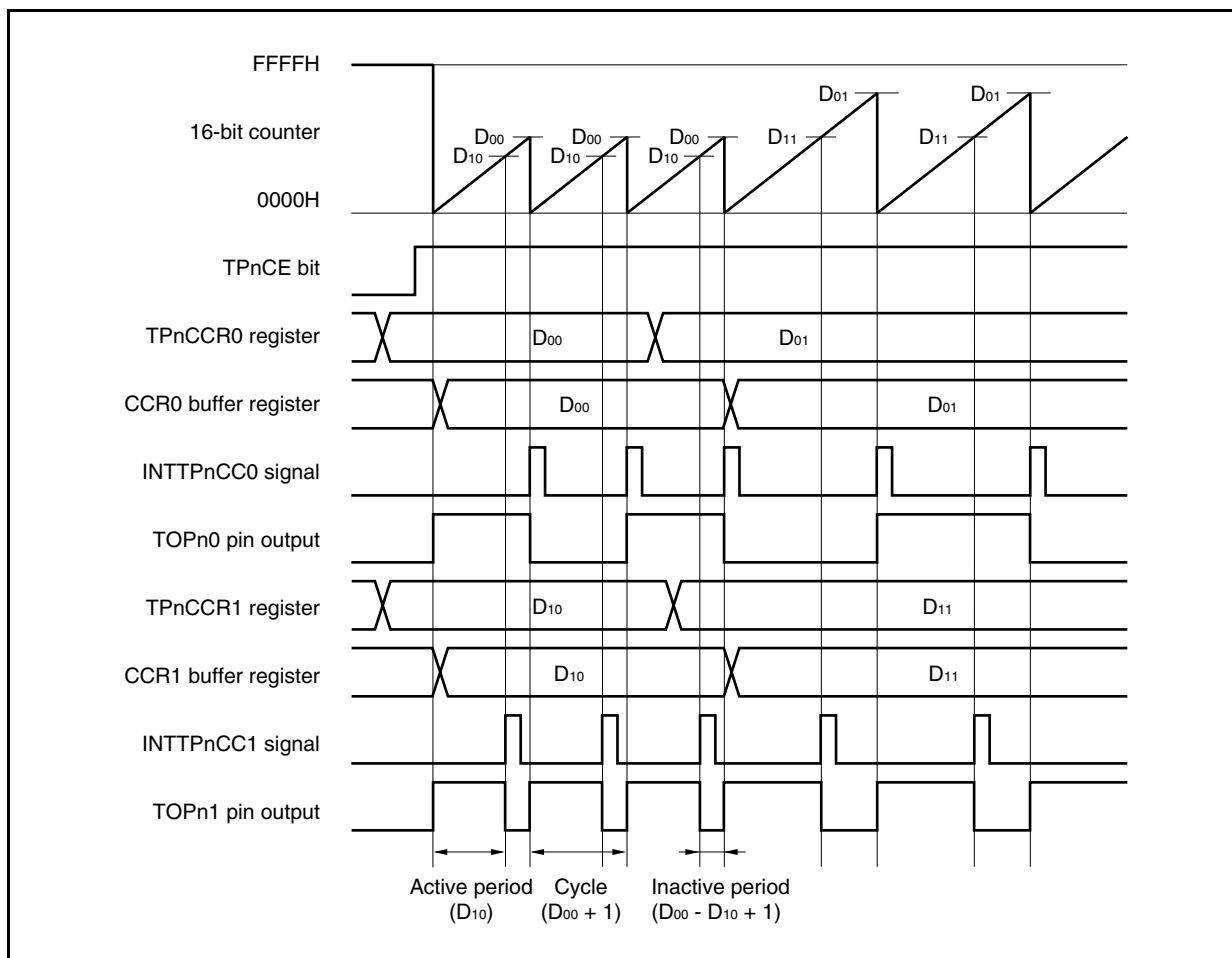 FFFFH
16-bit counter
0000H
D00 D00 D00 D01 D01
D10 D10 D10 D11 D11
TPnCE bit
TPnCCR0 register D00 D01
CCR0 buffer register D00 D01
INTTPnCC0 signal
TOPn0 pin output
TPnCCR1 register D10 D11
CCR1 buffer register D10 D11
INTTPnCC1 signal
TOPn1 pin output
Active period Cycle Inactive period
(D10) (D00 + 1) (D00 - D10 + 1)